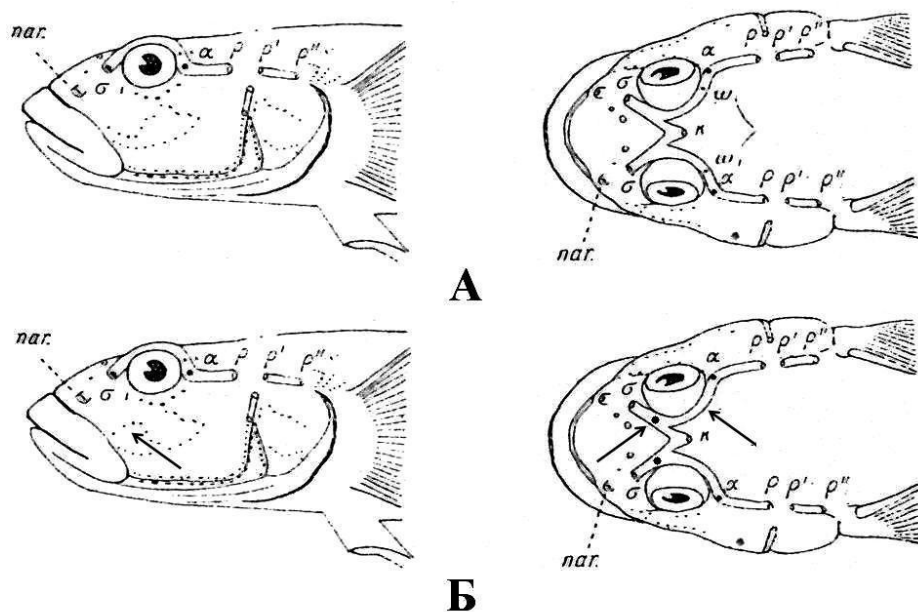 nar. α ρ ρ' ρ'' σ
σ α ω κ ω₁ σ α ρ ρ' ρ'' ρ ρ' ρ'' ε nar.
А
nar. α ρ ρ' ρ'' σ
σ α κ σ α ρ ρ' ρ'' ρ ρ' ρ'' ε nar.
Б